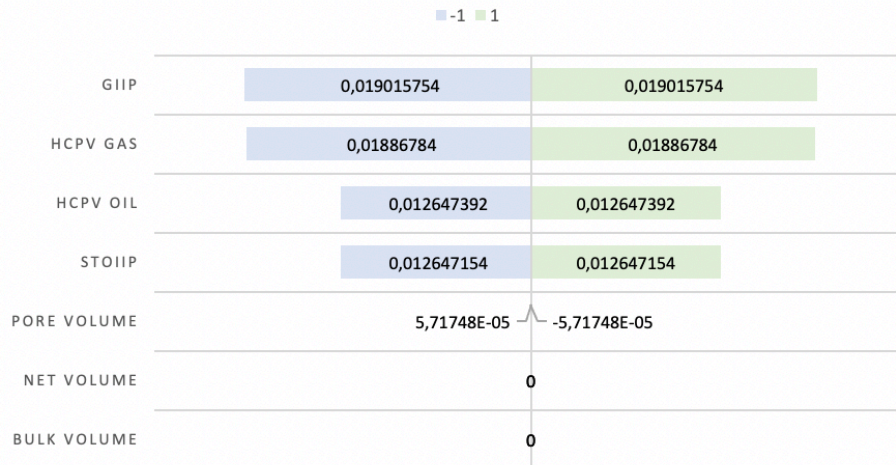 -1 1
GIIP 0,019015754 0,019015754
HCPV GAS 0,01886784 0,01886784
HCPV OIL 0,012647392 0,012647392
STOIIP 0,012647154 0,012647154
PORE VOLUME 5,71748E-05 -5,71748E-05
NET VOLUME 0
BULK VOLUME 0